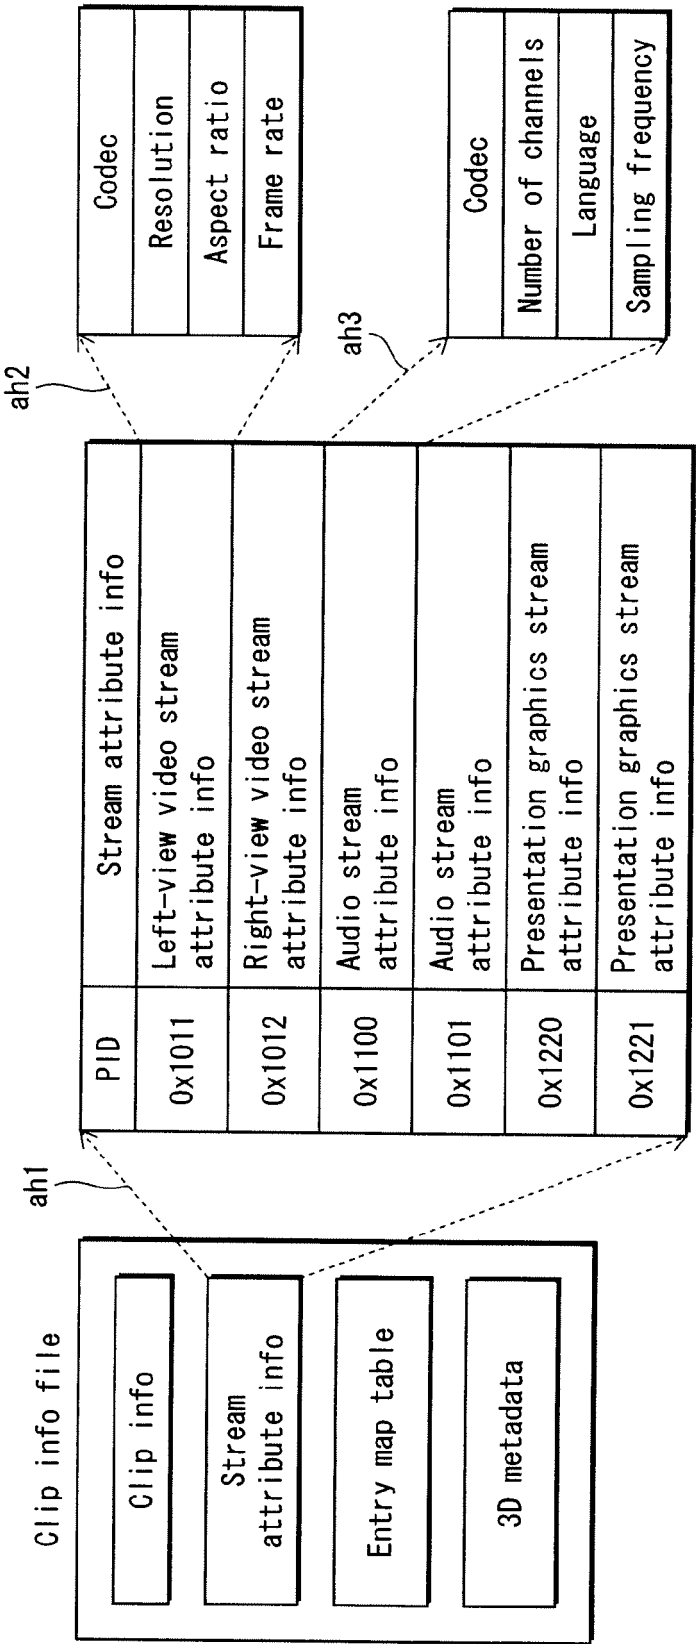 Clip info file
Clip info
Stream
attribute info
Entry map table
3D metadata
ah1
PID
Stream attribute info
0x1011
Left-view video stream
attribute info
0x1012
Right-view video stream
attribute info
0x1100
Audio stream
attribute info
0x1101
Audio stream
attribute info
0x1220
Presentation graphics stream
attribute info
0x1221
Presentation graphics stream
attribute info
ah2
Codec
Resolution
Aspect ratio
Frame rate
ah3
Codec
Number of channels
Language
Sampling frequency